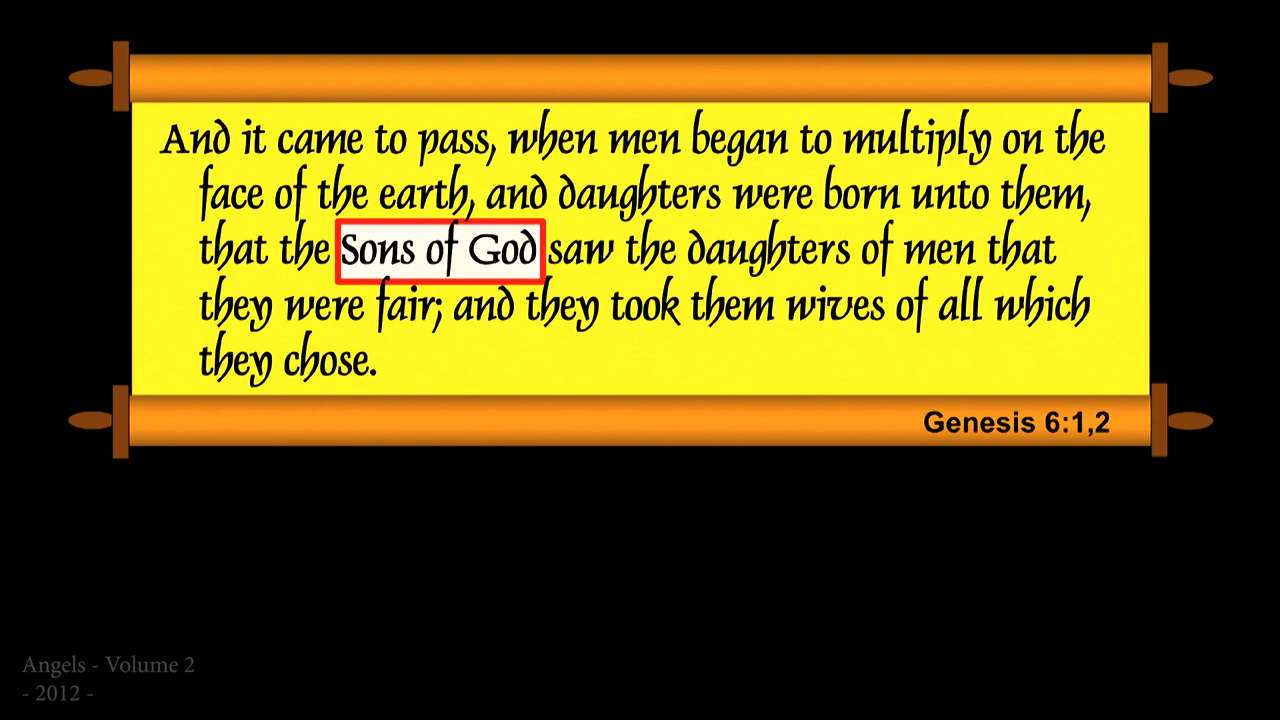 And it came to pass, when men began to multiply on the
face of the earth, and daughters were born unto them,
that the Sons of God saw the daughters of men that
they were fair; and they took them wives of all which
they chose.
Genesis 6:1,2
Angels - Volume 2
- 2012 -